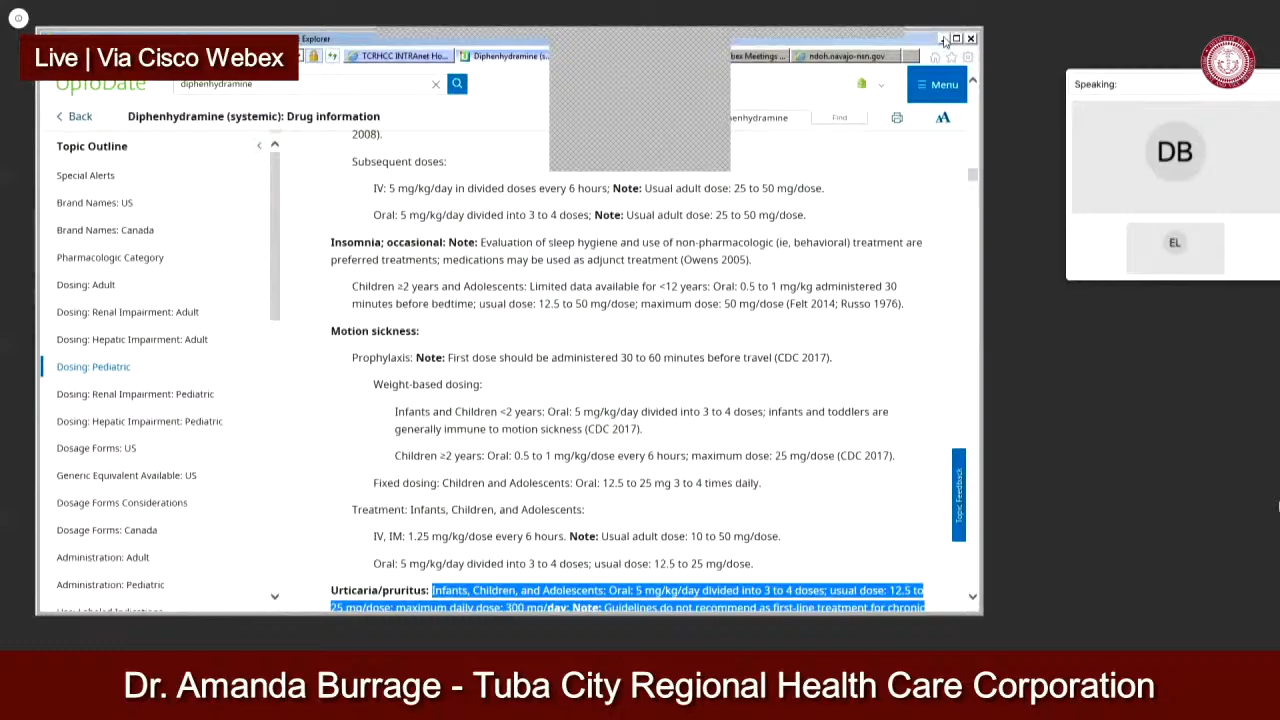 Live | Via Cisco Webex
Explorer
TCRHCC INTRAnet Ho...
Diphenhydramine (s...
bex Meetings ...
ndoh.navajo-nsn.gov
UpToDate
diphenhydramine
Menu
Back
Diphenhydramine (systemic): Drug information
enhydramine
Find
AA
Topic Outline
Special Alerts
Brand Names: US
Brand Names: Canada
Pharmacologic Category
Dosing: Adult
Dosing: Renal Impairment: Adult
Dosing: Hepatic Impairment: Adult
Dosing: Pediatric
Dosing: Renal Impairment: Pediatric
Dosing: Hepatic Impairment: Pediatric
Dosage Forms: US
Generic Equivalent Available: US
Dosage Forms Considerations
Dosage Forms: Canada
Administration: Adult
Administration: Pediatric
2008).
Subsequent doses:
IV: 5 mg/kg/day in divided doses every 6 hours; Note: Usual adult dose: 25 to 50 mg/dose.
Oral: 5 mg/kg/day divided into 3 to 4 doses; Note: Usual adult dose: 25 to 50 mg/dose.
Insomnia; occasional: Note: Evaluation of sleep hygiene and use of non-pharmacologic (ie, behavioral) treatment are
preferred treatments; medications may be used as adjunct treatment (Owens 2005).
Children ≥2 years and Adolescents: Limited data available for <12 years: Oral: 0.5 to 1 mg/kg administered 30
minutes before bedtime; usual dose: 12.5 to 50 mg/dose; maximum dose: 50 mg/dose (Felt 2014; Russo 1976).
Motion sickness:
Prophylaxis: Note: First dose should be administered 30 to 60 minutes before travel (CDC 2017).
Weight-based dosing:
Infants and Children <2 years: Oral: 5 mg/kg/day divided into 3 to 4 doses; infants and toddlers are
generally immune to motion sickness (CDC 2017).
Children ≥2 years: Oral: 0.5 to 1 mg/kg/dose every 6 hours; maximum dose: 25 mg/dose (CDC 2017).
Fixed dosing: Children and Adolescents: Oral: 12.5 to 25 mg 3 to 4 times daily.
Treatment: Infants, Children, and Adolescents:
IV, IM: 1.25 mg/kg/dose every 6 hours. Note: Usual adult dose: 10 to 50 mg/dose.
Oral: 5 mg/kg/day divided into 3 to 4 doses; usual dose: 12.5 to 25 mg/dose.
Urticaria/pruritus: Infants, Children, and Adolescents: Oral: 5 mg/kg/day divided into 3 to 4 doses; usual dose: 12.5 to
25 mg/dose; maximum daily dose: 300 mg/day; Note: Guidelines do not recommend as first-line treatment for chronic
Topic Feedback
Speaking:
DB
EL
Dr. Amanda Burrage - Tuba City Regional Health Care Corporation